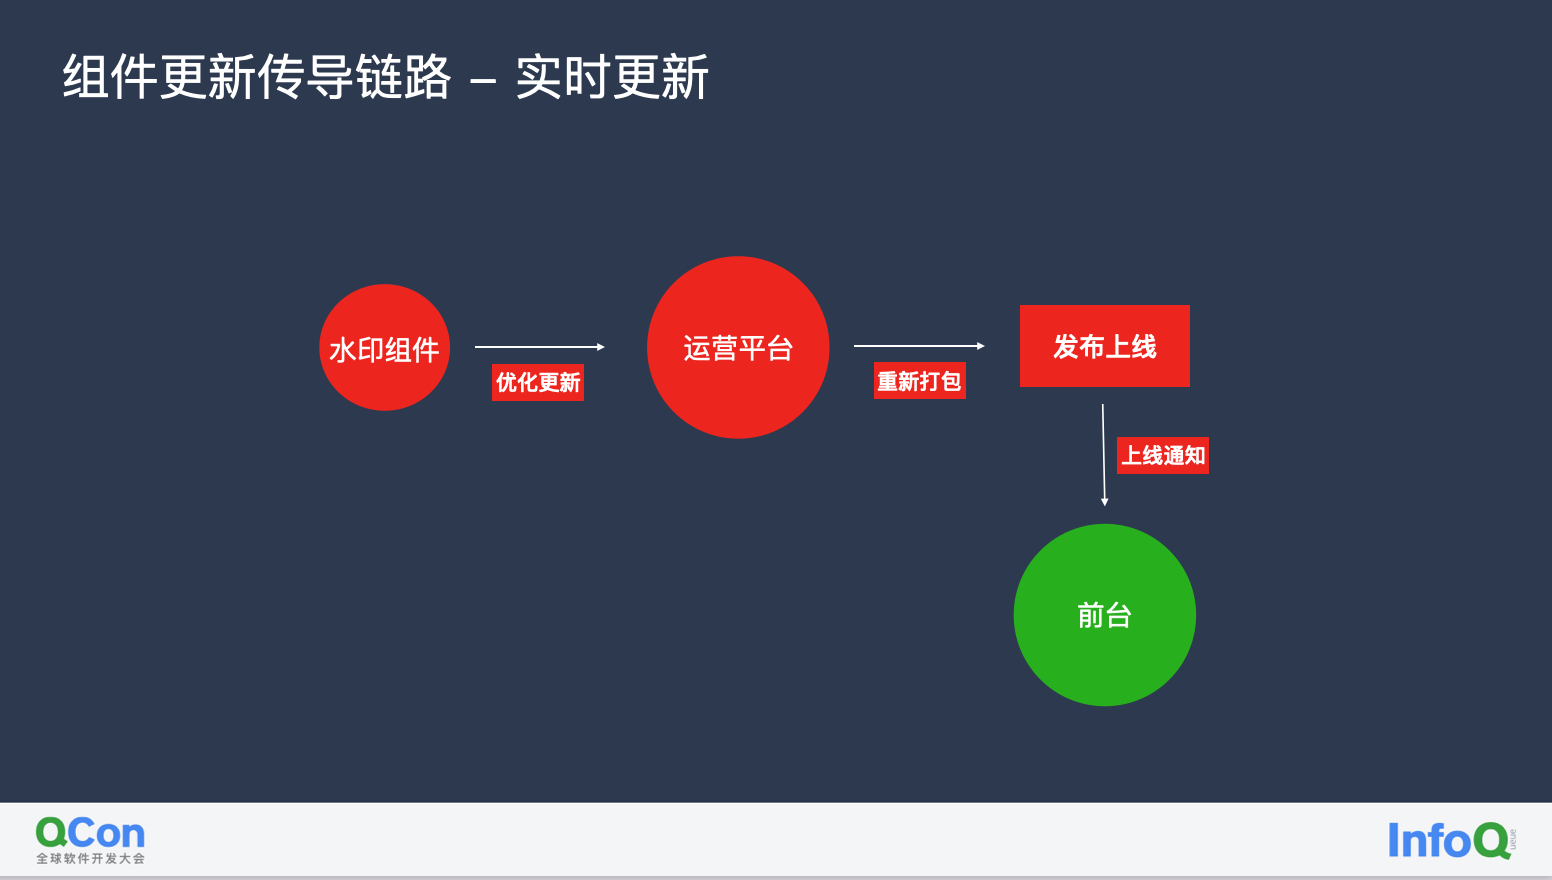 组件更新传导链路 – 实时更新
水印组件
优化更新
运营平台
重新打包
发布上线
上线通知
前台
QCon
全球软件开发大会
InfoQ
ueue